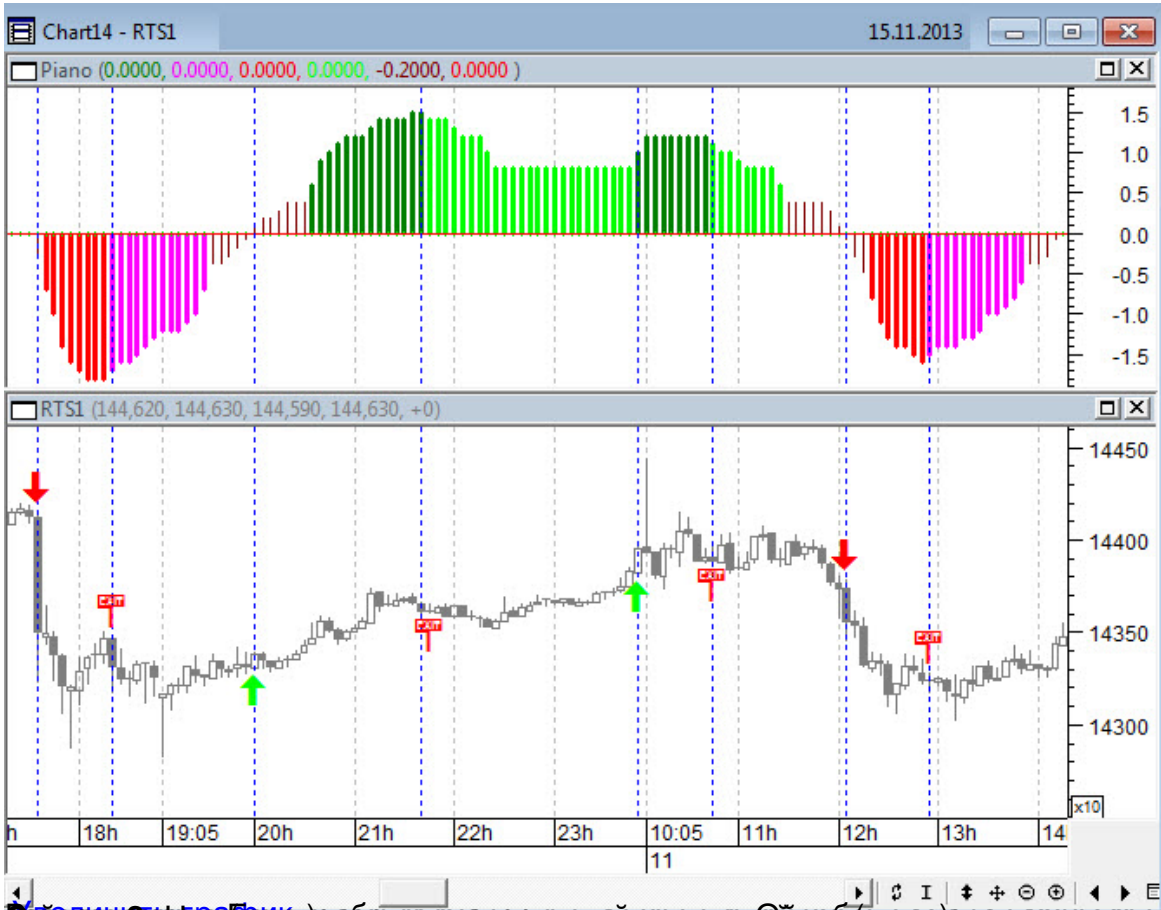 Chart14 - RTS1 15.11.2013
Piano (0.0000, 0.0000, 0.0000, 0.0000, -0.2000, 0.0000 )
1.5
1.0
0.5
0.0
-0.5
-1.0
-1.5
RTS1 (144,620, 144,630, 144,590, 144,630, +0)
14450
14400
14350
14300
EXIT
EXIT
EXIT
EXIT
x10
h 18h 19:05 20h 21h 22h 23h 10:05 11h 12h 13h 14
11